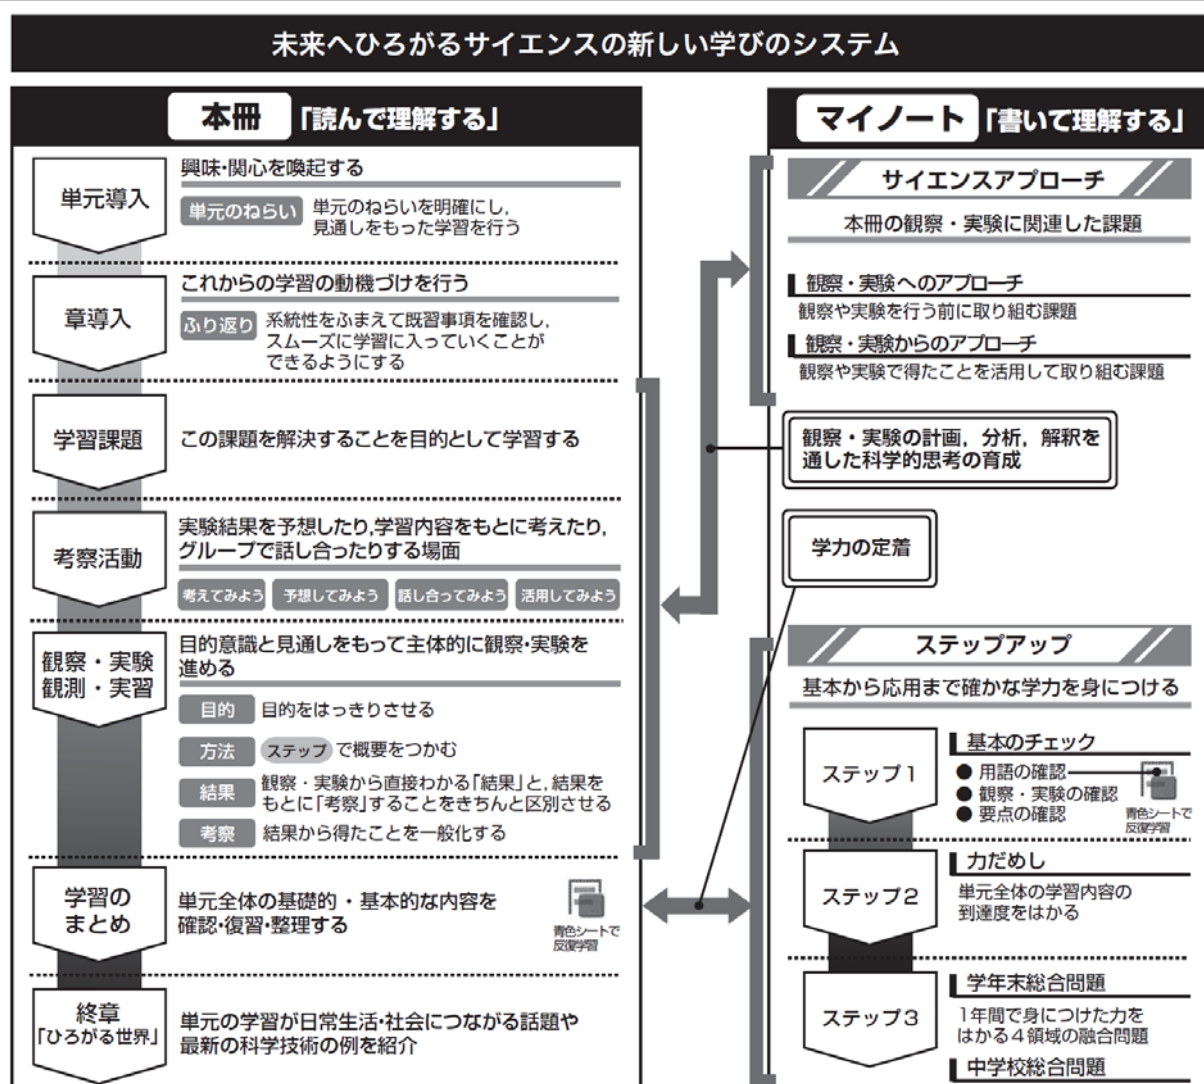 未来へひろがるサイエンスの新しい学びのシステム
本冊 「読んで理解する」
単元導入
興味・関心を喚起する
単元のねらい
単元のねらいを明確にし，
見通しをもった学習を行う
章導入
これからの学習の動機づけを行う
ふり返り
系統性をふまえて既習事項を確認し，
スムーズに学習に入っていくことが
できるようにする
学習課題
この課題を解決することを目的として学習する
考察活動
実験結果を予想したり，学習内容をもとに考えたり，
グループで話し合ったりする場面
考えてみよう 予想してみよう 話し合ってみよう 活用してみよう
観察・実験
観測・実習
目的意識と見通しをもって主体的に観察・実験を
進める
目的 目的をはっきりさせる
方法 ステップ で概要をつかむ
結果
観察・実験から直接わかる「結果」と，結果を
もとに「考察」することをきちんと区別させる
考察 結果から得たことを一般化する
学習の
まとめ
単元全体の基礎的・基本的な内容を
確認・復習・整理する
青色シートで
反復学習
終章
「ひろがる世界」
単元の学習が日常生活・社会につながる話題や
最新の科学技術の例を紹介
マイノート 「書いて理解する」
サイエンスアプローチ
本冊の観察・実験に関連した課題
観察・実験へのアプローチ
観察や実験を行う前に取り組む課題
観察・実験からのアプローチ
観察や実験で得たことを活用して取り組む課題
観察・実験の計画，分析，解釈を
通した科学的思考の育成
学力の定着
ステップアップ
基本から応用まで確かな学力を身につける
ステップ1
基本のチェック
● 用語の確認
● 観察・実験の確認
● 要点の確認
青色シートで
反復学習
ステップ2
力だめし
単元全体の学習内容の
到達度をはかる
ステップ3
学年末総合問題
1年間で身につけた力を
はかる4領域の融合問題
中学校総合問題